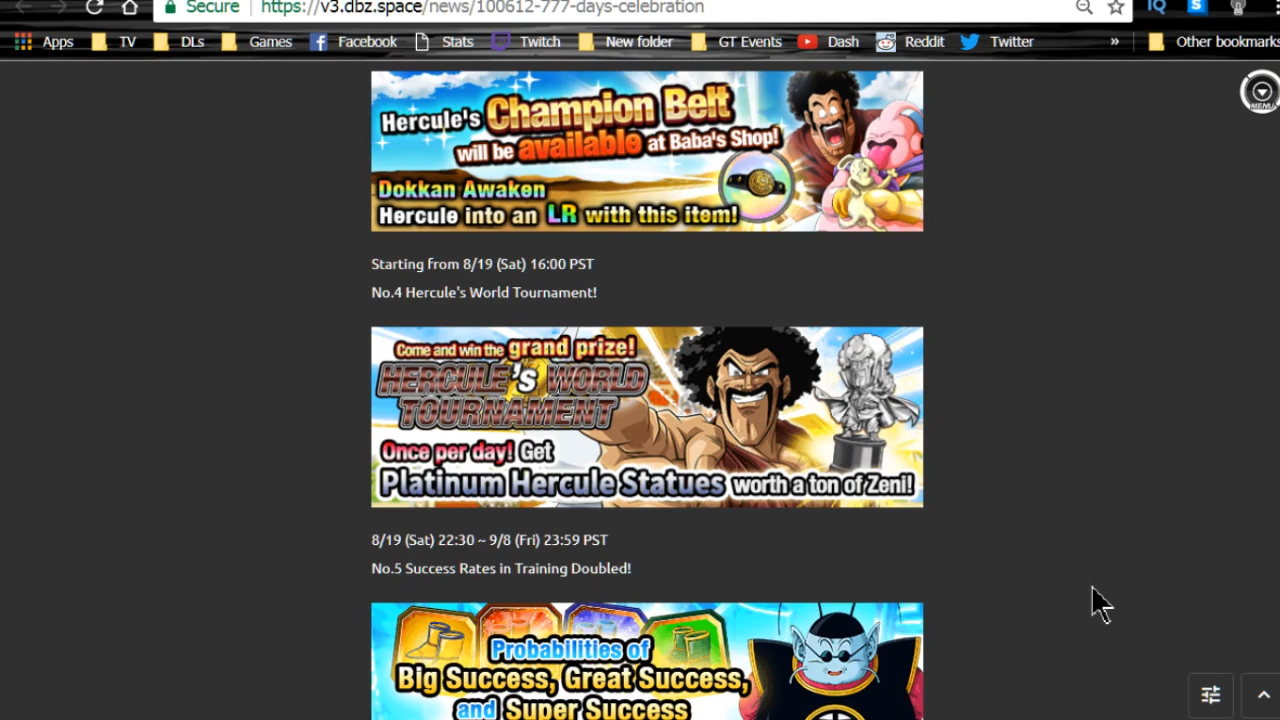 Secure
https://v3.dbz.space/news/100612-777-days-celebration
IQ
S
Apps
TV
DLs
Games
Facebook
Stats
Twitch
New folder
GT Events
Dash
Reddit
Twitter
»
Other bookmarks
MENU
Hercule's Champion Belt
will be available at Baba's Shop!
Dokkan Awaken
Hercule into an LR with this item!
Starting from 8/19 (Sat) 16:00 PST
No.4 Hercule's World Tournament!
Come and win the grand prize!
HERCULE's WORLD
TOURNAMENT
Once per day! Get
Platinum Hercule Statues worth a ton of Zeni!
8/19 (Sat) 22:30 ~ 9/8 (Fri) 23:59 PST
No.5 Success Rates in Training Doubled!
Probabilities of
Big Success, Great Success,
and Super Success